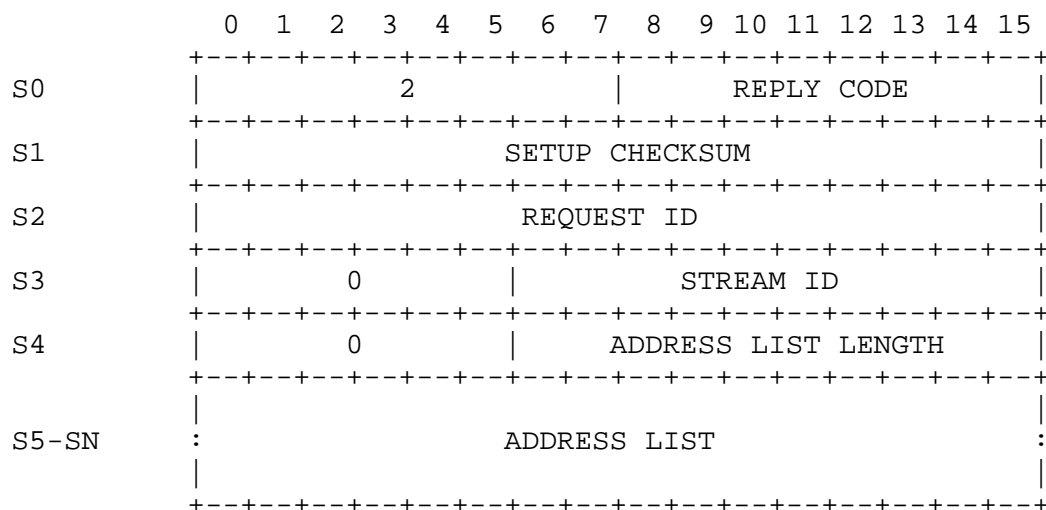 0 1 2 3 4 5 6 7 8 9 10 11 12 13 14 15
+--+--+--+--+--+--+--+--+--+--+--+--+--+--+--+--+
S0 | 2 | REPLY CODE |
+--+--+--+--+--+--+--+--+--+--+--+--+--+--+--+--+
S1 | SETUP CHECKSUM |
+--+--+--+--+--+--+--+--+--+--+--+--+--+--+--+--+
S2 | REQUEST ID |
+--+--+--+--+--+--+--+--+--+--+--+--+--+--+--+--+
S3 | 0 | STREAM ID |
+--+--+--+--+--+--+--+--+--+--+--+--+--+--+--+--+
S4 | 0 | ADDRESS LIST LENGTH |
+--+--+--+--+--+--+--+--+--+--+--+--+--+--+--+--+
| |
S5-SN : ADDRESS LIST :
| |
+--+--+--+--+--+--+--+--+--+--+--+--+--+--+--+--+